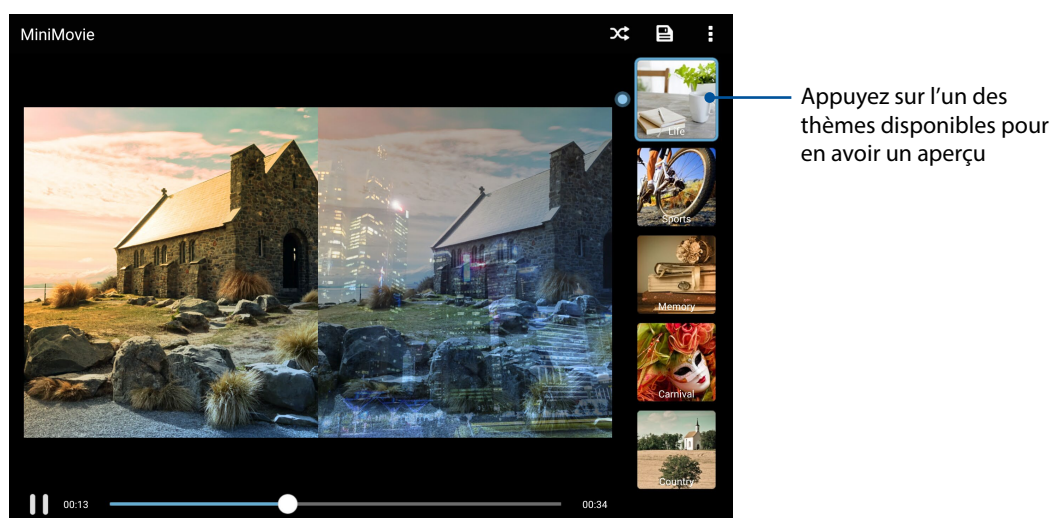 MiniMovie
Life
Appuyez sur l’un des
thèmes disponibles pour
en avoir un aperçu
Sports
Memory
Carnival
Country
00:13
00:34